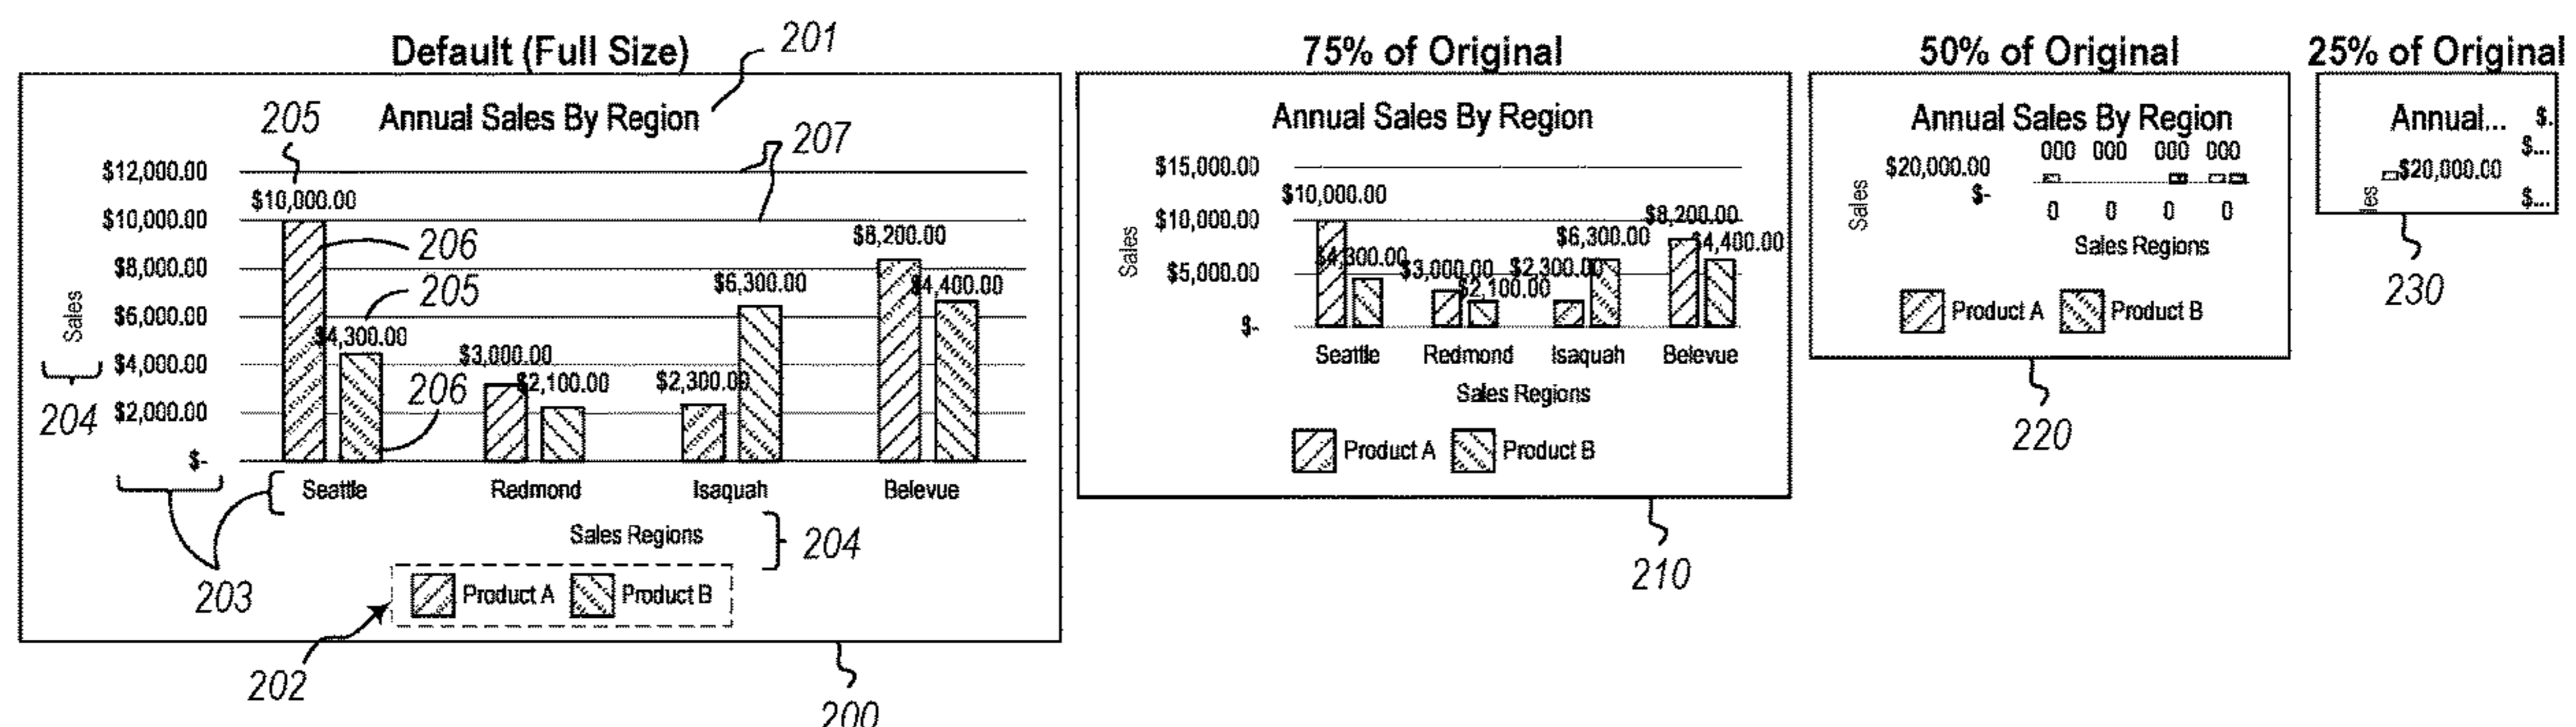 Default (Full Size)
201
Annual Sales By Region
205
207
$12,000.00
$10,000.00
$10,000.00
206
$8,200.00
$8,000.00
205
$6,300.00
$4,400.00
Sales
$6,000.00
$4,300.00
$3,000.00
$4,000.00
206
$2,100.00
$2,300.00
204
$2,000.00
$-
Seattle
Redmond
Isaquah
Belevue
Sales Regions
204
203
Product A
Product B
202
200
75% of Original
Annual Sales By Region
$15,000.00
$10,000.00
$10,000.00
$8,200.00
Sales
$4,300.00
$6,300.00
$4,400.00
$5,000.00
$3,000.00
$2,300.00
$2,100.00
$-
Seattle
Redmond
Isaquah
Belevue
Sales Regions
Product A
Product B
210
50% of Original
Annual Sales By Region
000 000 000 000
$20,000.00
Sales
$-
0 0 0 0
Sales Regions
Product A
Product B
220
25% of Original
Annual...
$.
$...
$20,000.00
les
$...
230